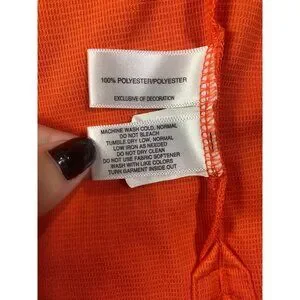 100% POLYESTER/POLYESTER
EXCLUSIVE OF DECORATION
MACHINE WASH COLD, NORMAL
DO NOT BLEACH
TUMBLE DRY LOW, NORMAL
LOW IRON AS NEEDED
DO NOT DRY CLEAN
DO NOT USE FABRIC SOFTENER
WASH WITH LIKE COLORS
TURN GARMENT INSIDE OUT